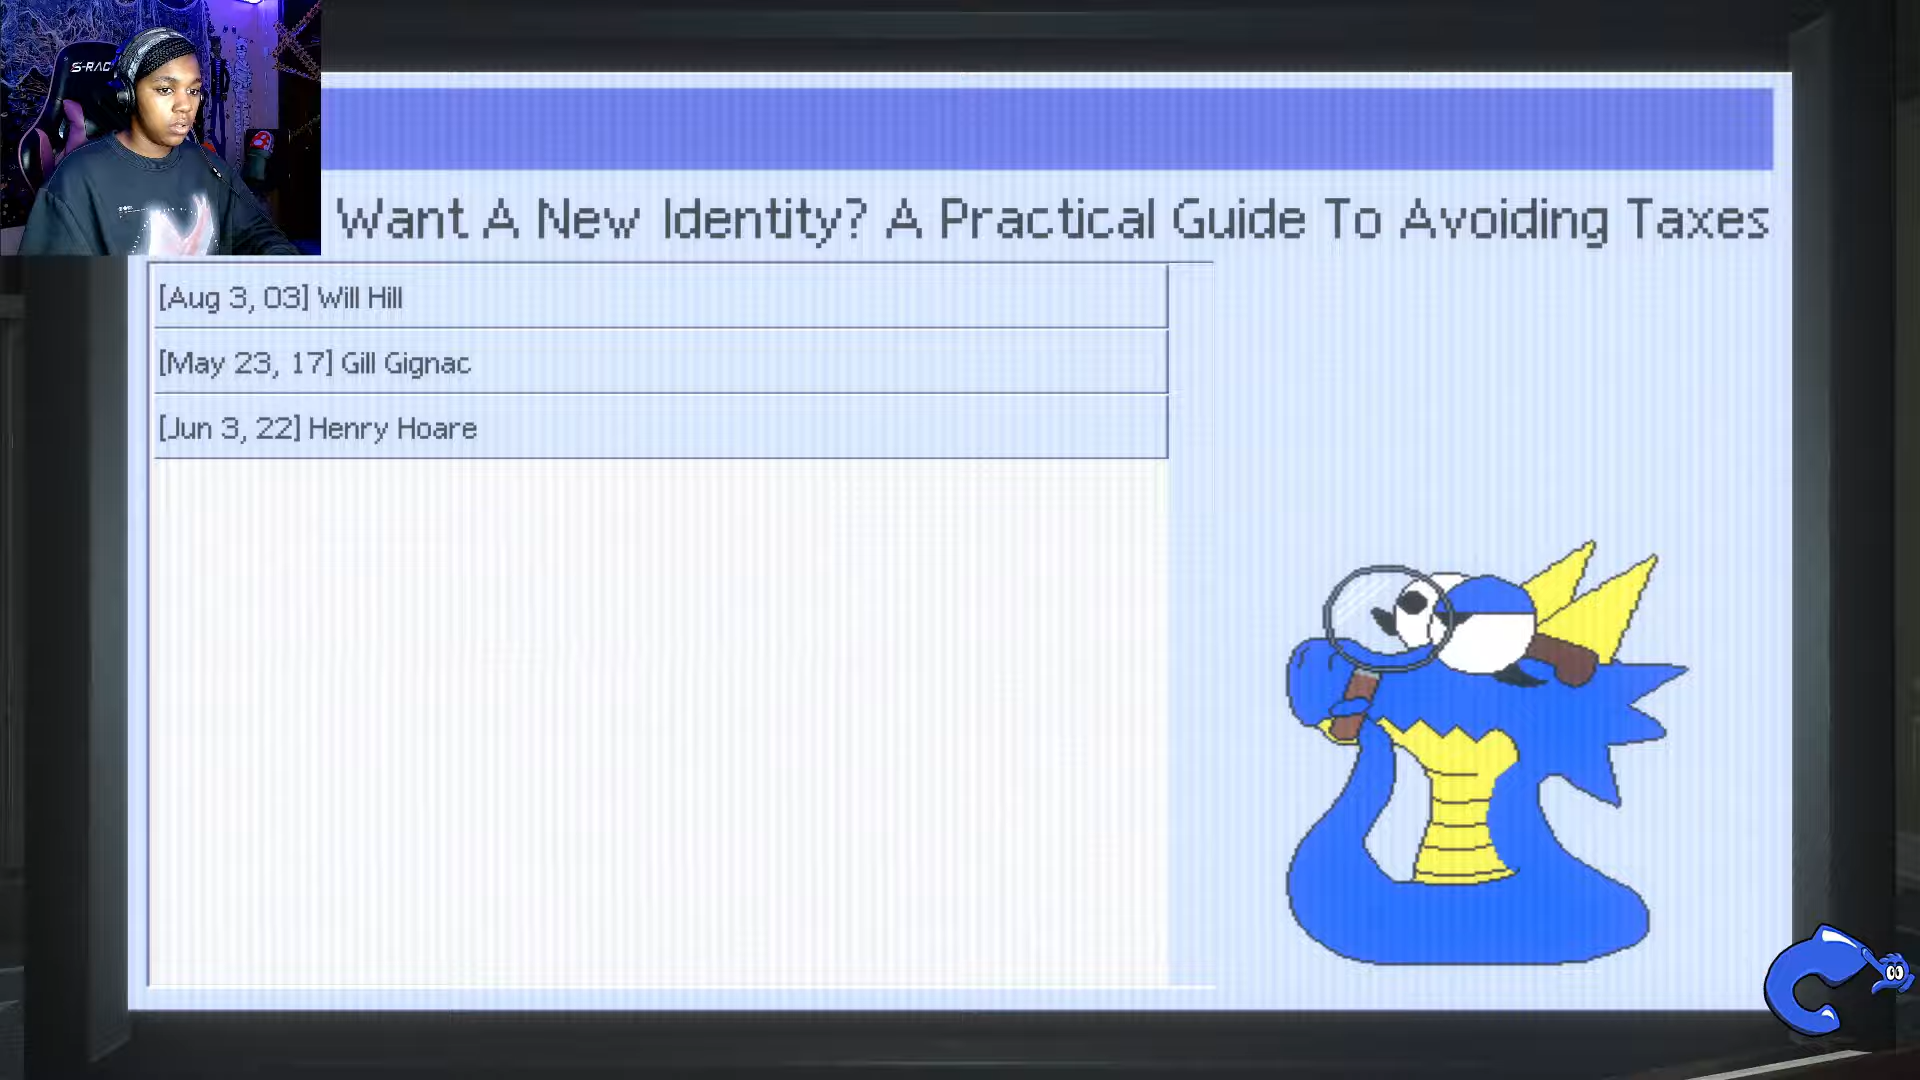 S-RAC
Want A New Identity? A Practical Guide To Avoiding Taxes
[Aug 3, 03] Will Hill
[May 23, 17] Gill Gignac
[Jun 3, 22] Henry Hoare